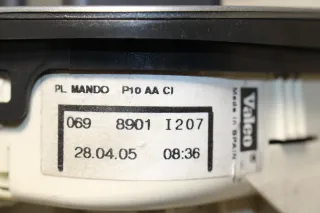 PL MANDO P10 AA CI
069 8901 I207
28.04.05 08:36
Valeo
Made in SPAIN